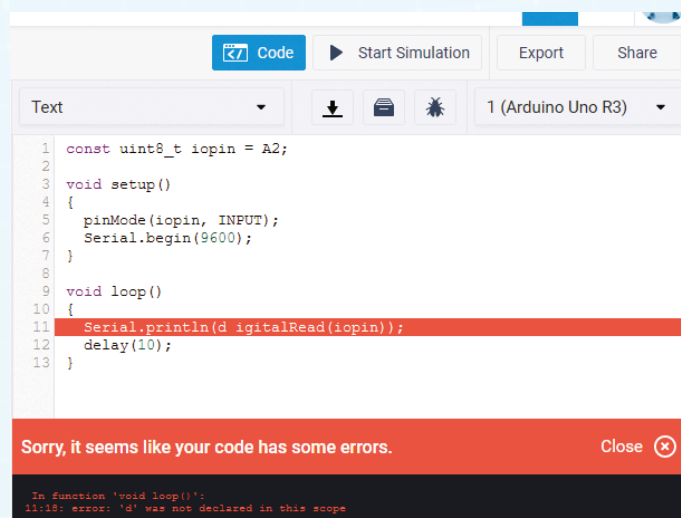 Code
Start Simulation
Export
Share
Text
1 (Arduino Uno R3)
1 const uint8_t iopin = A2;
2
3 void setup()
4 {
5 pinMode(iopin, INPUT);
6 Serial.begin(9600);
7 }
8
9 void loop()
10 {
11 Serial.println(d igitalRead(iopin));
12 delay(10);
13 }
Sorry, it seems like your code has some errors.
Close
In function 'void loop()':
11:18: error: 'd' was not declared in this scope